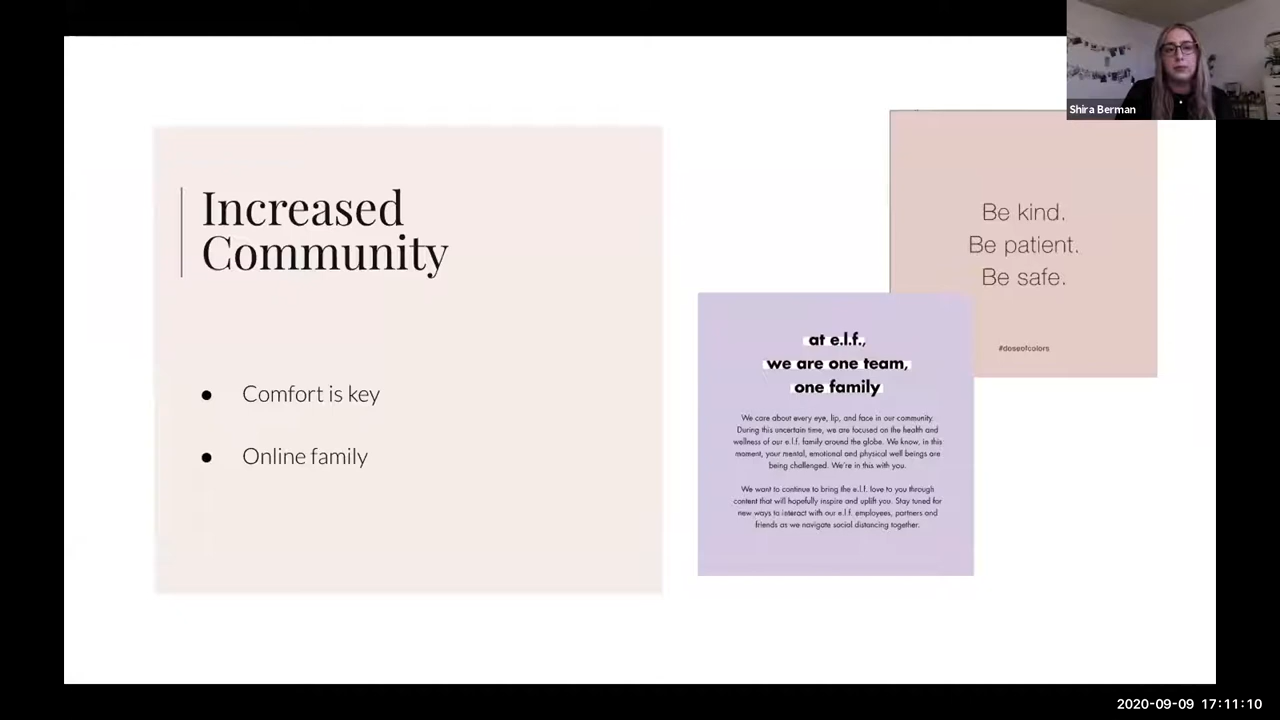 Shira Berman
Increased
Community
● Comfort is key
● Online family
Be kind.
Be patient.
Be safe.
#doseofcolors
at e.l.f.,
we are one team,
one family
We care about every eye, lip, and face in our community.
During this uncertain time, we are focused on the health and
wellness of our e.l.f. family around the globe. We know, in this
moment, your mental, emotional and physical well beings are
being challenged. We're in this with you.
We want to continue to bring the e.l.f. love to you through
content that will hopefully inspire and uplift you. Stay tuned for
new ways to interact with our e.l.f. employees, partners and
friends as we navigate social distancing together.
2020-09-09 17:11:10